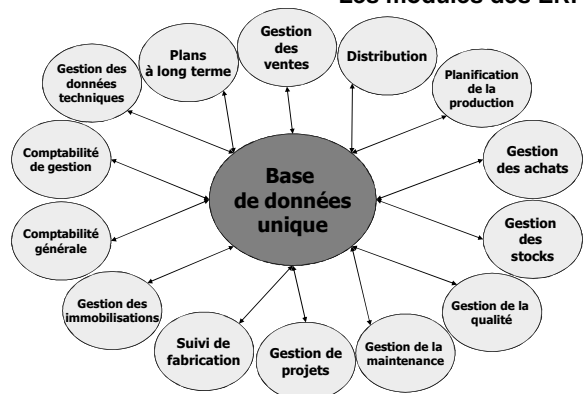 Les modules des ER
Gestion
des
ventes
Plans
à long terme
Distribution
Gestion des
données
techniques
Planification
de la
production
Comptabilité
de gestion
Base
de données
unique
Gestion
des achats
Comptabilité
générale
Gestion
des
stocks
Gestion des
immobilisations
Gestion de la
qualité
Suivi de
fabrication
Gestion de
projets
Gestion de la
maintenance